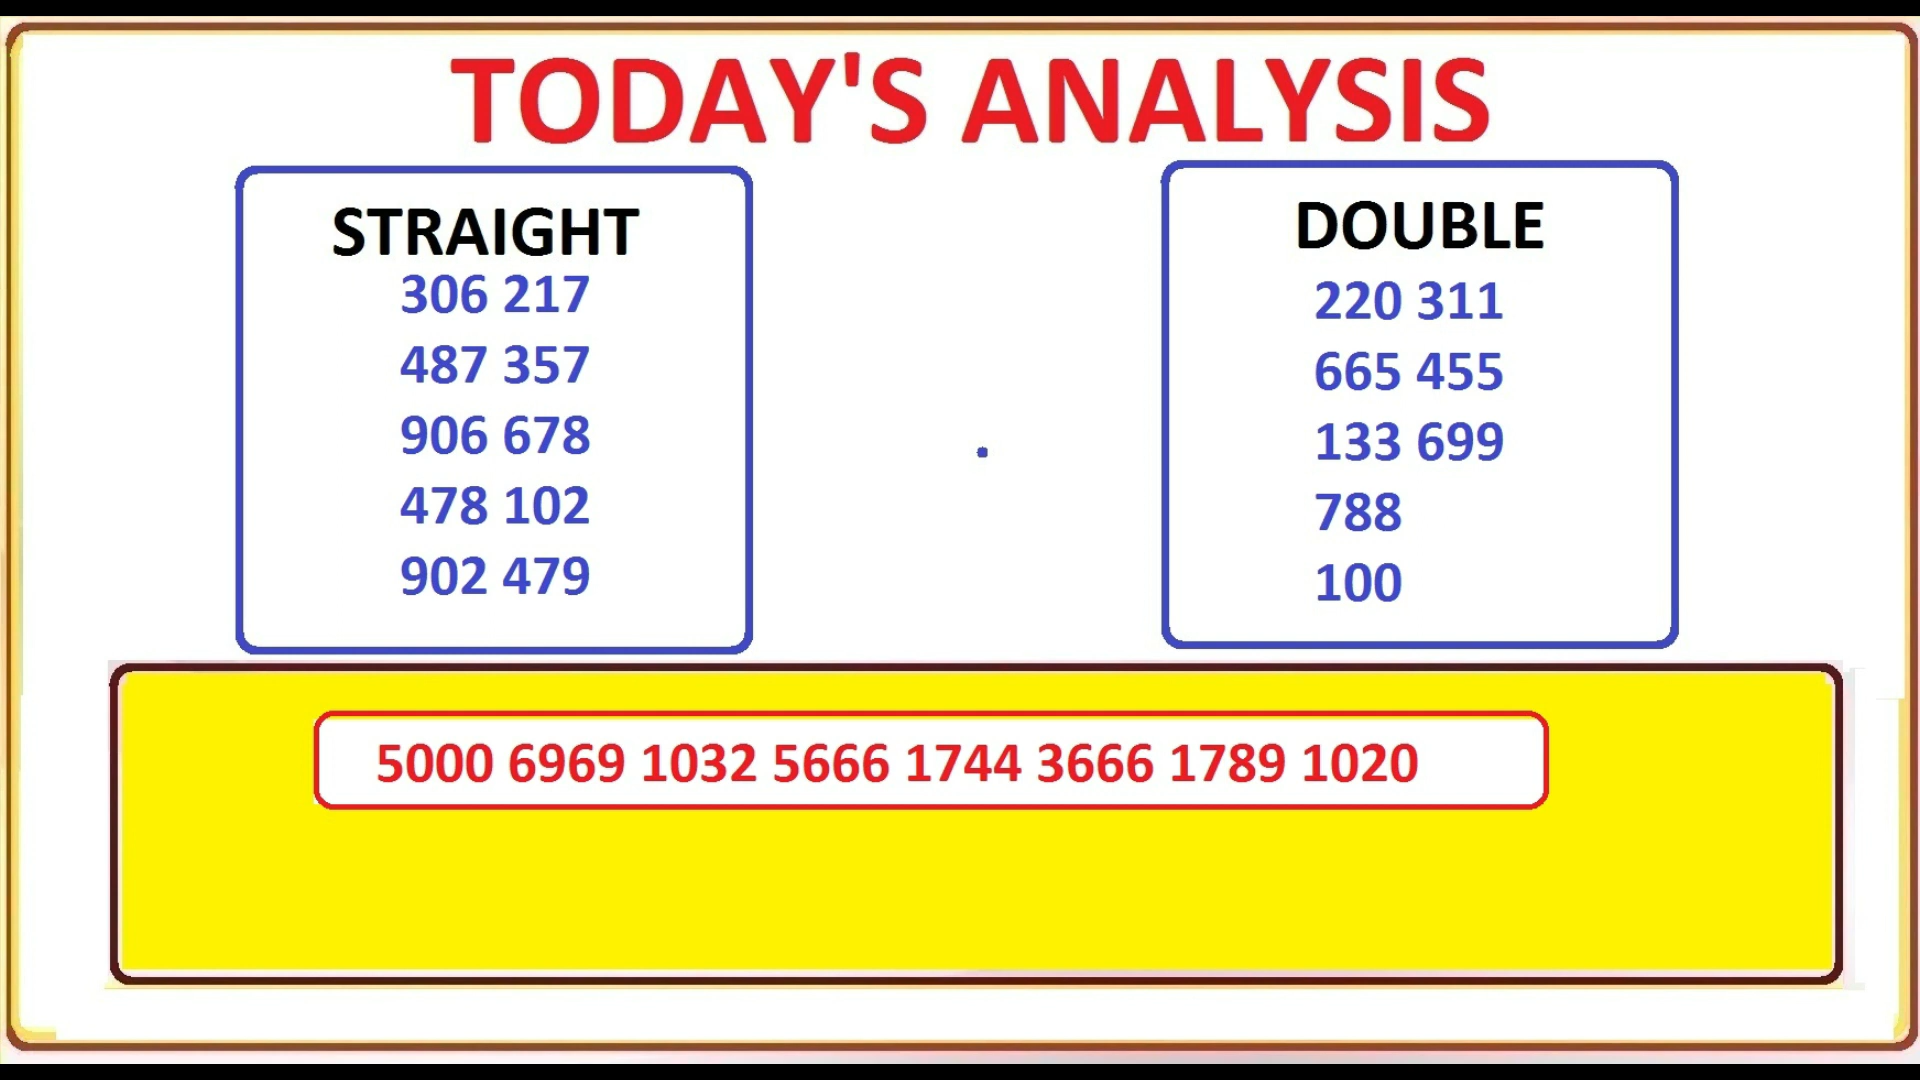 TODAY'S ANALYSIS
STRAIGHT
306 217
487 357
906 678
478 102
902 479
DOUBLE
220 311
665 455
133 699
788
100
5000 6969 1032 5666 1744 3666 1789 1020